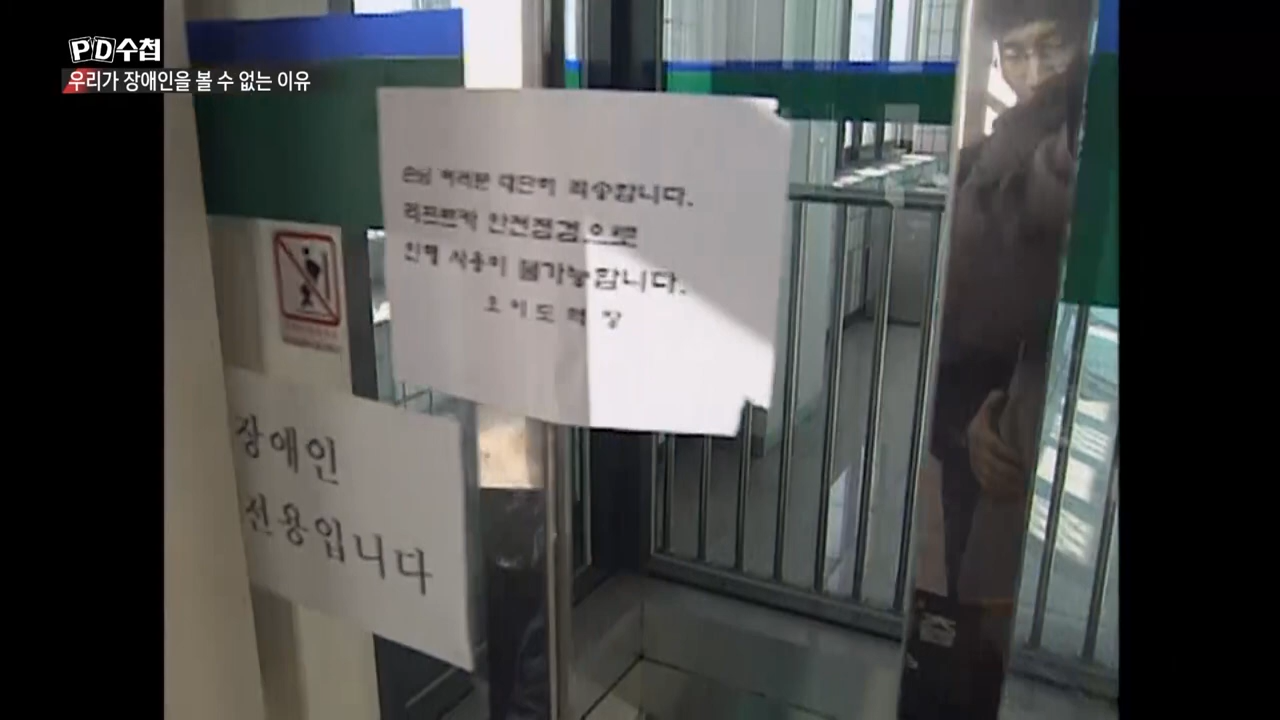 PD수첩
우리가 장애인을 볼 수 없는 이유
손님 여러분 대단히 죄송합니다.
리프트카 안전점검으로
인해 사용이 불가능합니다.
오 이 도 역 장
장애인
전용입니다